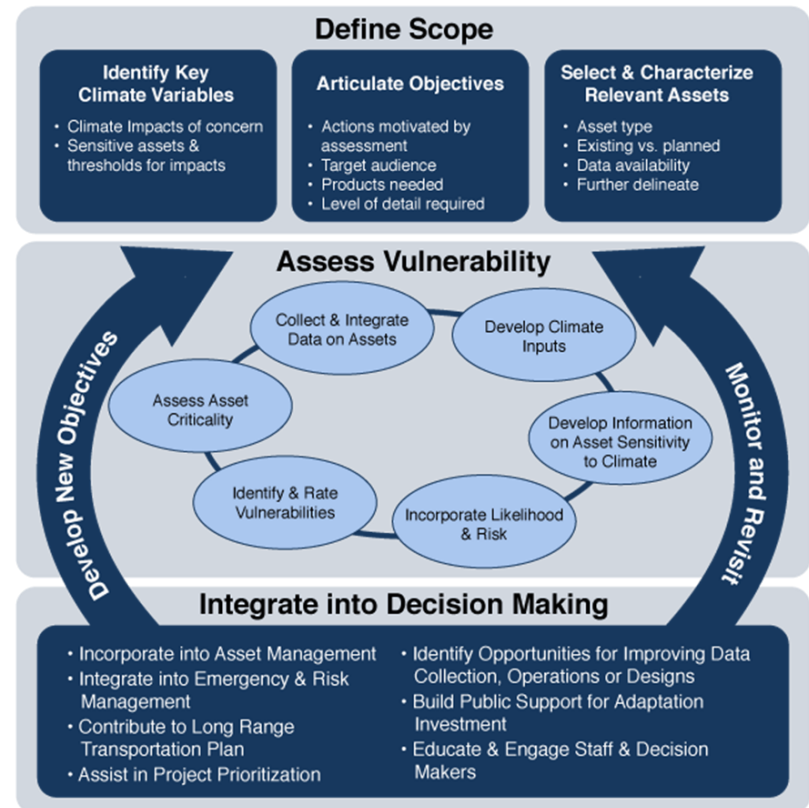 Define Scope
Identify Key
Climate Variables
• Climate Impacts of concern
• Sensitive assets &
thresholds for impacts
Articulate Objectives
• Actions motivated by
assessment
• Target audience
• Products needed
• Level of detail required
Select & Characterize
Relevant Assets
• Asset type
• Existing vs. planned
• Data availability
• Further delineate
Assess Vulnerability
Collect & Integrate
Data on Assets
Develop Climate
Inputs
Assess Asset
Criticality
Develop Information
on Asset Sensitivity
to Climate
Identify & Rate
Vulnerabilities
Incorporate Likelihood
& Risk
Develop New Objectives
Monitor and Revisit
Integrate into Decision Making
• Incorporate into Asset Management
• Integrate into Emergency & Risk
Management
• Contribute to Long Range
Transportation Plan
• Assist in Project Prioritization
• Identify Opportunities for Improving Data
Collection, Operations or Designs
• Build Public Support for Adaptation
Investment
• Educate & Engage Staff & Decision
Makers